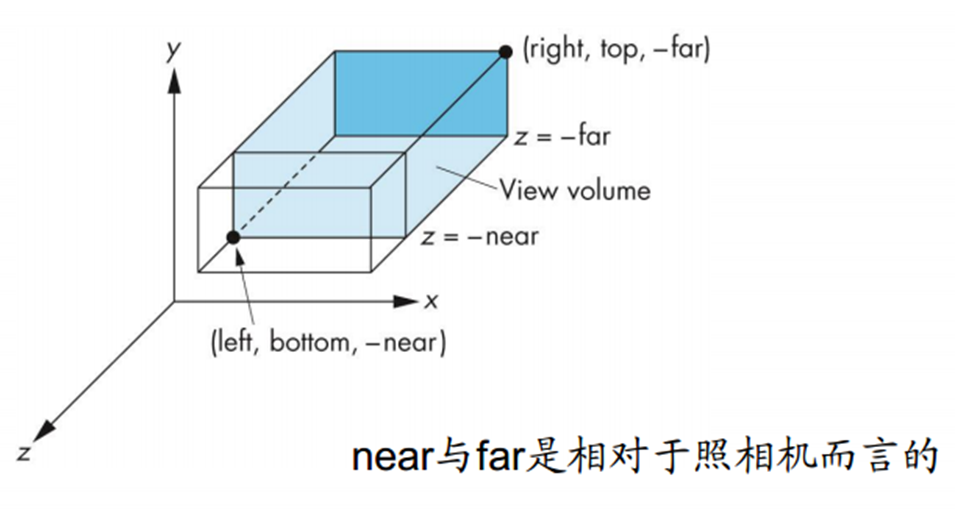 y
(right, top, –far)
z = –far
View volume
z = –near
x
(left, bottom, –near)
z
near与far是相对于照相机而言的